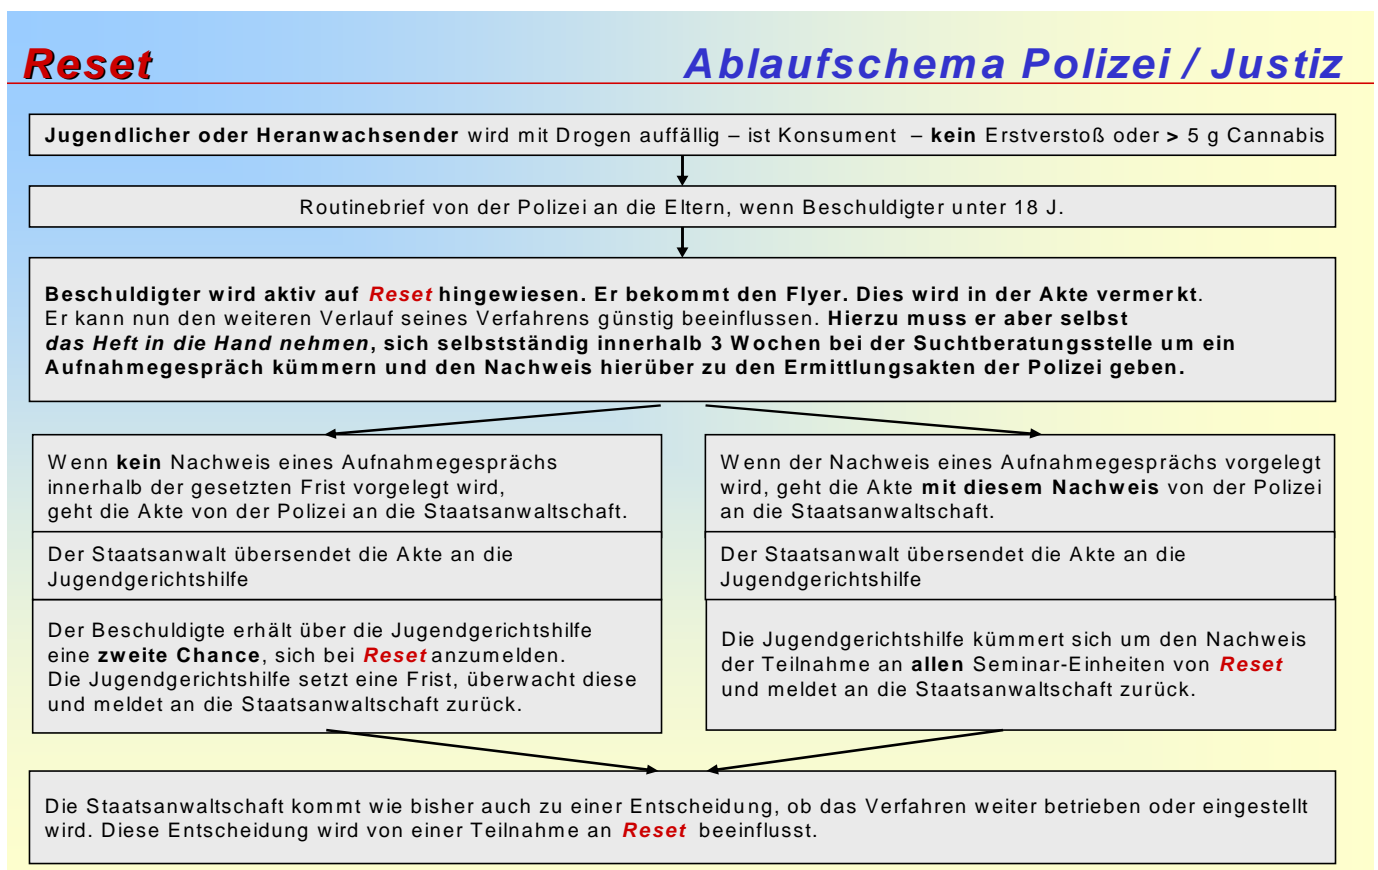 Reset
Ablaufschema Polizei / Justiz
Jugendlicher oder Heranwachsender wird mit Drogen auffällig – ist Konsument – kein Erstverstoß oder > 5 g Cannabis
Routinebrief von der Polizei an die Eltern, wenn Beschuldigter unter 18 J.
Beschuldigter wird aktiv auf Reset hingewiesen. Er bekommt den Flyer. Dies wird in der Akte vermerkt.
Er kann nun den weiteren Verlauf seines Verfahrens günstig beeinflussen. Hierzu muss er aber selbst
das Heft in die Hand nehmen, sich selbstständig innerhalb 3 Wochen bei der Suchtberatungsstelle um ein
Aufnahmegespräch kümmern und den Nachweis hierüber zu den Ermittlungsakten der Polizei geben.
Wenn kein Nachweis eines Aufnahmegesprächs
innerhalb der gesetzten Frist vorgelegt wird,
geht die Akte von der Polizei an die Staatsanwaltschaft.
Der Staatsanwalt übersendet die Akte an die
Jugendgerichtshilfe
Der Beschuldigte erhält über die Jugendgerichtshilfe
eine zweite Chance, sich bei Reset anzumelden.
Die Jugendgerichtshilfe setzt eine Frist, überwacht diese
und meldet an die Staatsanwaltschaft zurück.
Wenn der Nachweis eines Aufnahmegesprächs vorgelegt
wird, geht die Akte mit diesem Nachweis von der Polizei
an die Staatsanwaltschaft.
Der Staatsanwalt übersendet die Akte an die
Jugendgerichtshilfe
Die Jugendgerichtshilfe kümmert sich um den Nachweis
der Teilnahme an allen Seminar-Einheiten von Reset
und meldet an die Staatsanwaltschaft zurück.
Die Staatsanwaltschaft kommt wie bisher auch zu einer Entscheidung, ob das Verfahren weiter betrieben oder eingestellt
wird. Diese Entscheidung wird von einer Teilnahme an Reset beeinflusst.